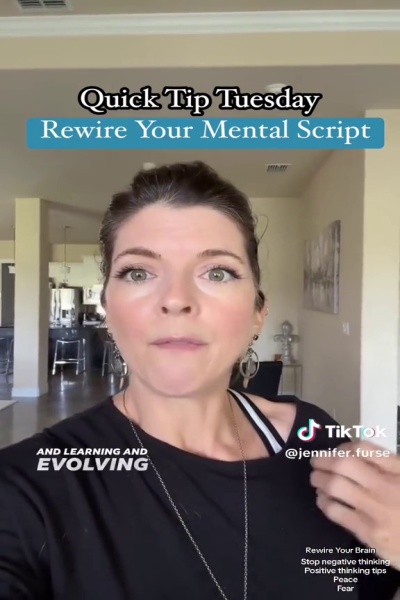 Quick Tip Tuesday
Rewire Your Mental Script
TikTok
@jennifer.furse
AND LEARNING AND
EVOLVING
Rewire Your Brain
Stop negative thinking
Positive thinking tips
Peace
Fear